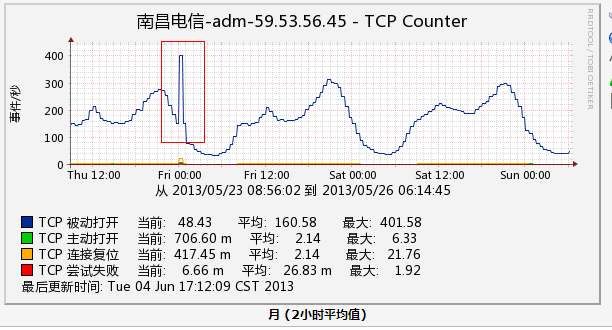 南昌电信-adm-59.53.56.45 - TCP Counter
RRDTOOL / TOBI OETIKER
事件/秒
400
300
200
100
0
Thu 12:00 Fri 00:00 Fri 12:00 Sat 00:00 Sat 12:00 Sun 00:00
从 2013/05/23 08:56:02 到 2013/05/26 06:14:45
TCP 被动打开 当前: 48.43 平均: 160.58 最大: 401.58
TCP 主动打开 当前: 706.60 m 平均: 2.14 最大: 6.33
TCP 连接复位 当前: 417.45 m 平均: 2.14 最大: 21.76
TCP 尝试失败 当前: 6.66 m 平均: 26.83 m 最大: 1.92
最后更新时间: Tue 04 Jun 17:12:09 CST 2013
月 (2小时平均值)